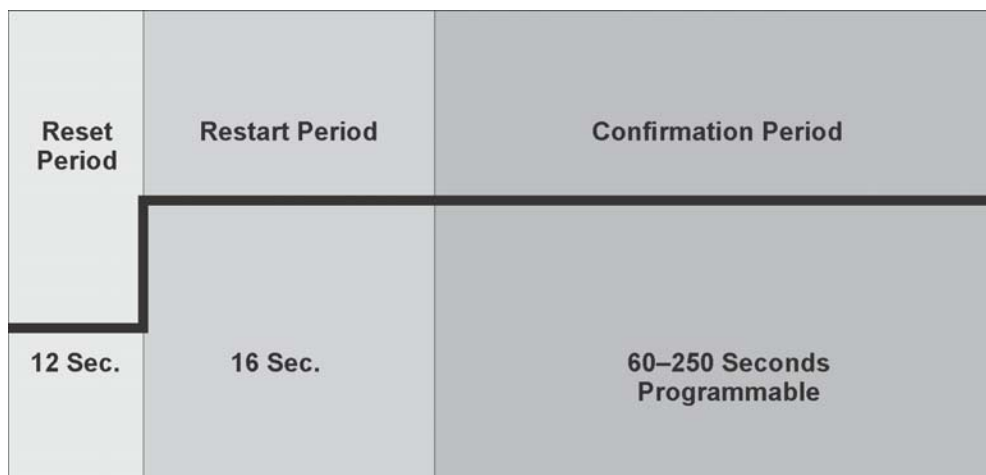 Reset
Period
Restart Period
Confirmation Period
12 Sec.
16 Sec.
60–250 Seconds
Programmable